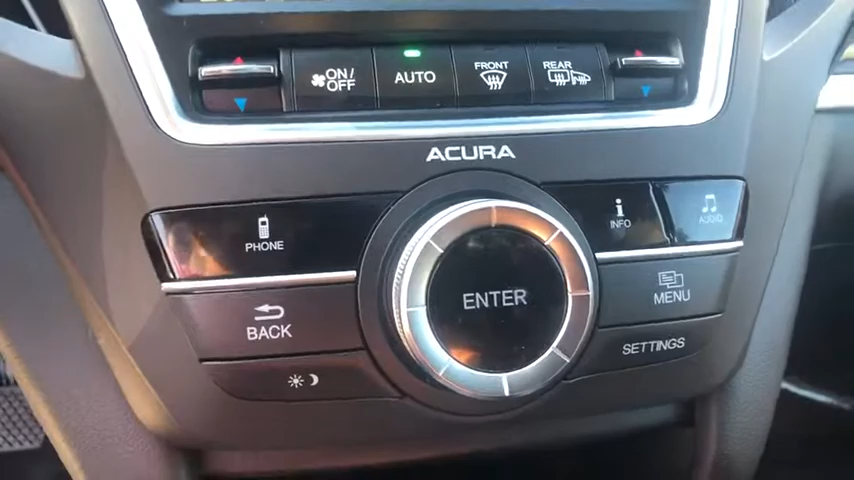 ON/
OFF
AUTO
FRONT
REAR
ACURA
PHONE
INFO
AUDIO
ENTER
BACK
MENU
SETTINGS